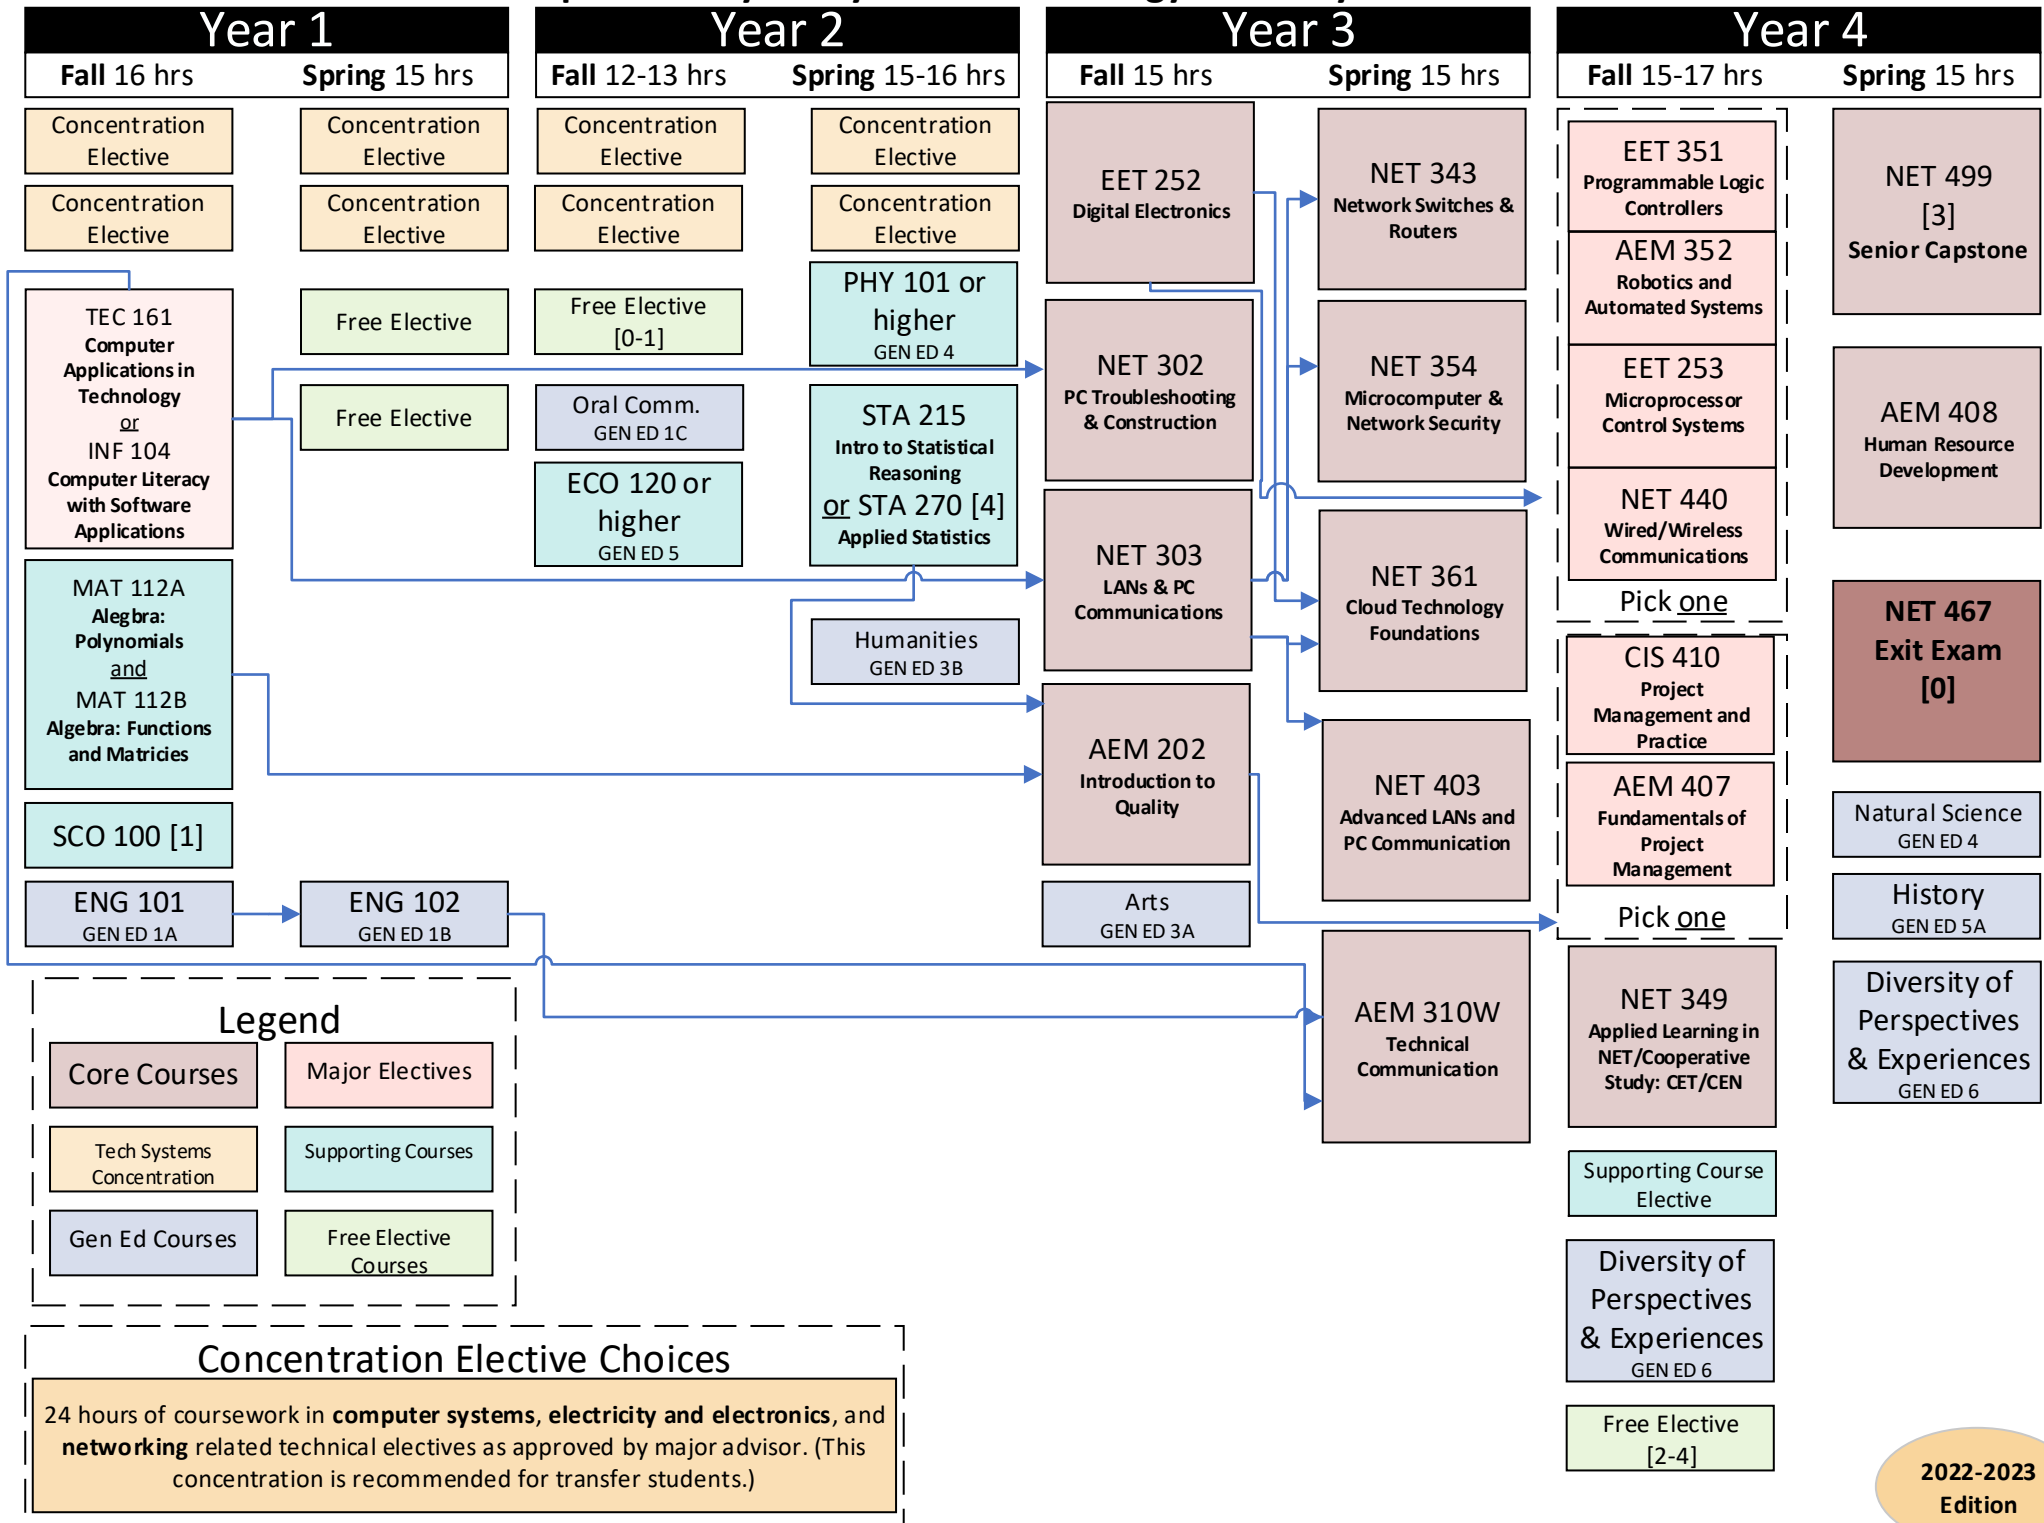 Year 1
Year 2
Year 3
Year 4
Fall 16 hrs
Spring 15 hrs
Fall 12-13 hrs
Spring 15-16 hrs
Fall 15 hrs
Spring 15 hrs
Fall 15-17 hrs
Spring 15 hrs
Concentration
Elective
Concentration
Elective
TEC 161
Computer
Applications in
Technology
or
INF 104
Computer Literacy
with Software
Applications
MAT 112A
Alegbra:
Polynomials
and
MAT 112B
Algebra: Functions
and Matricies
SCO 100 [1]
ENG 101
GEN ED 1A
Concentration
Elective
Concentration
Elective
Free Elective
Free Elective
ENG 102
GEN ED 1B
Concentration
Elective
Concentration
Elective
Free Elective
[0-1]
Oral Comm.
GEN ED 1C
ECO 120 or
higher
GEN ED 5
Concentration
Elective
Concentration
Elective
PHY 101 or
higher
GEN ED 4
STA 215
Intro to Statistical
Reasoning
or STA 270 [4]
Applied Statistics
Humanities
GEN ED 3B
EET 252
Digital Electronics
NET 302
PC Troubleshooting
& Construction
NET 303
LANs & PC
Communications
AEM 202
Introduction to
Quality
Arts
GEN ED 3A
NET 343
Network Switches &
Routers
NET 354
Microcomputer &
Network Security
NET 361
Cloud Technology
Foundations
NET 403
Advanced LANs and
PC Communication
AEM 310W
Technical
Communication
EET 351
Programmable Logic
Controllers
AEM 352
Robotics and
Automated Systems
EET 253
Microprocessor
Control Systems
NET 440
Wired/Wireless
Communications
Pick one
CIS 410
Project
Management and
Practice
AEM 407
Fundamentals of
Project
Management
Pick one
NET 349
Applied Learning in
NET/Cooperative
Study: CET/CEN
Supporting Course
Elective
Diversity of
Perspectives
& Experiences
GEN ED 6
Free Elective
[2-4]
NET 499
[3]
Senior Capstone
AEM 408
Human Resource
Development
NET 467
Exit Exam
[0]
Natural Science
GEN ED 4
History
GEN ED 5A
Diversity of
Perspectives
& Experiences
GEN ED 6
Legend
Core Courses
Major Electives
Tech Systems
Concentration
Supporting Courses
Gen Ed Courses
Free Elective
Courses
Concentration Elective Choices
24 hours of coursework in computer systems, electricity and electronics, and
networking related technical electives as approved by major advisor. (This
concentration is recommended for transfer students.)
2022-2023
Edition